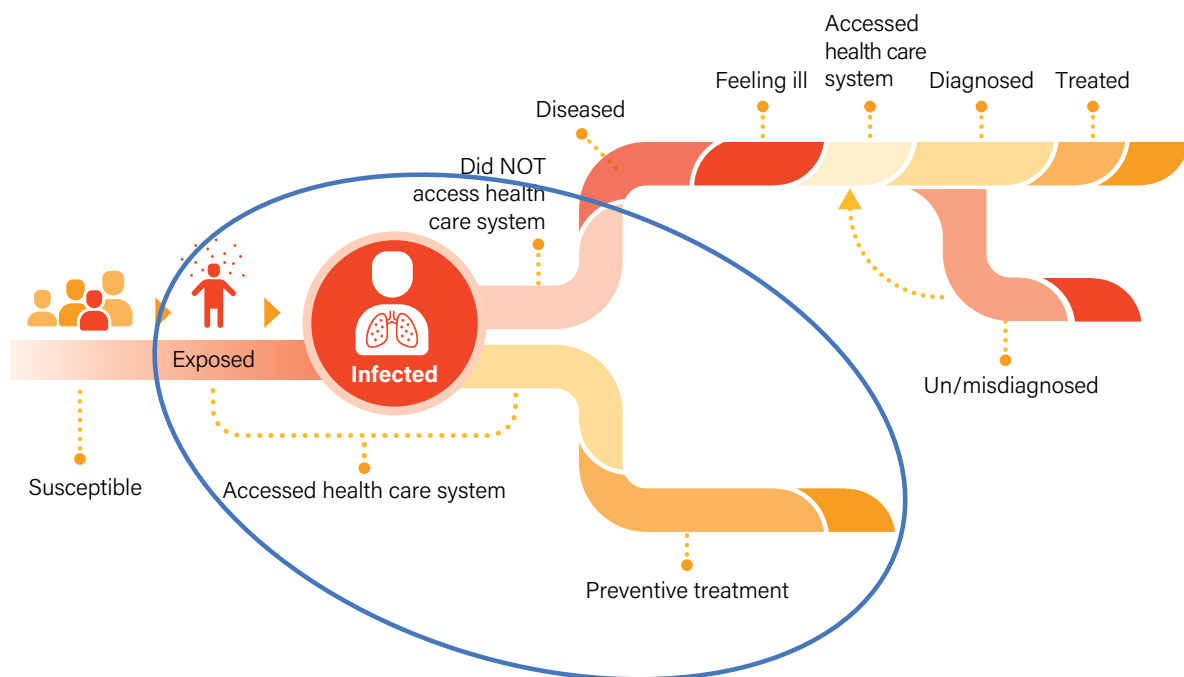 Accessed
health care
system
Feeling ill
Diagnosed
Treated
Diseased
Did NOT
access health
care system
Exposed
Infected
Un/misdiagnosed
Susceptible
Accessed health care system
Preventive treatment